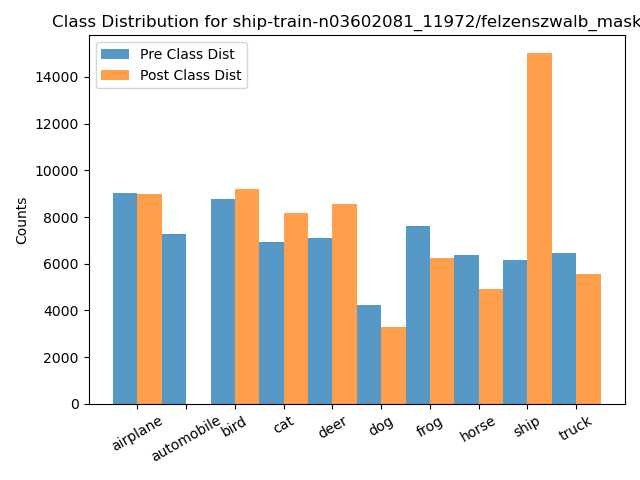 Class Distribution for ship-train-n03602081_11972/felzenszwalb_mask
Pre Class Dist
Post Class Dist
Counts
14000
12000
10000
8000
6000
4000
2000
0
airplane
automobile
bird
cat
deer
dog
frog
horse
ship
truck